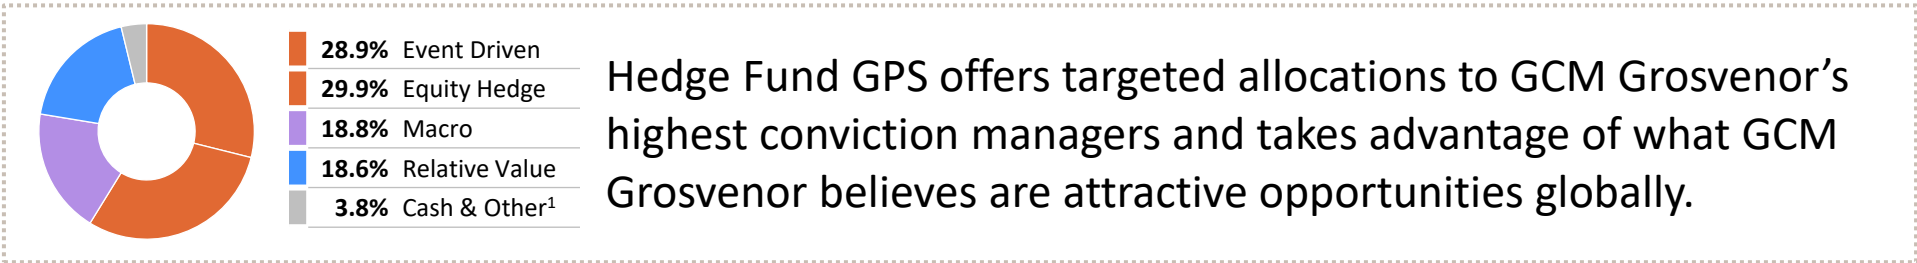 28.9% Event Driven
29.9% Equity Hedge
18.8% Macro
18.6% Relative Value
3.8% Cash & Other¹
Hedge Fund GPS offers targeted allocations to GCM Grosvenor’s
highest conviction managers and takes advantage of what GCM
Grosvenor believes are attractive opportunities globally.